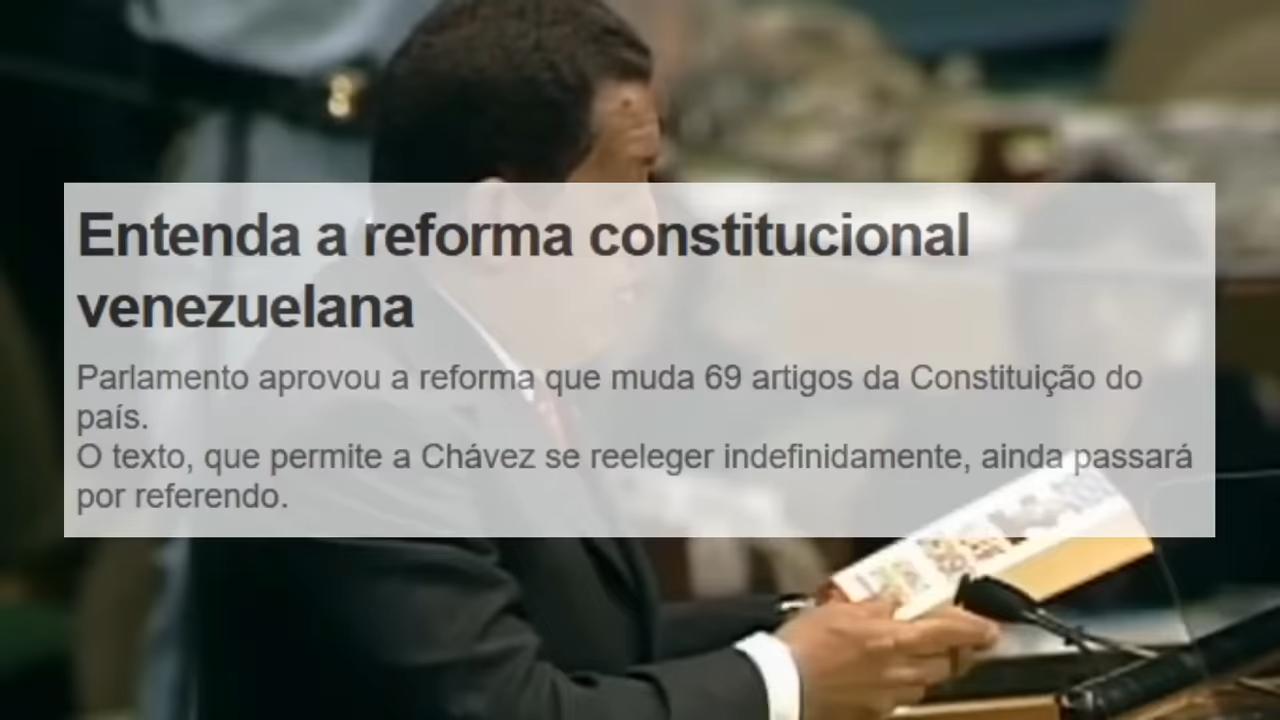 Entenda a reforma constitucional
venezuelana
Parlamento aprovou a reforma que muda 69 artigos da Constituição do
país.
O texto, que permite a Chávez se reeleger indefinidamente, ainda passará
por referendo.